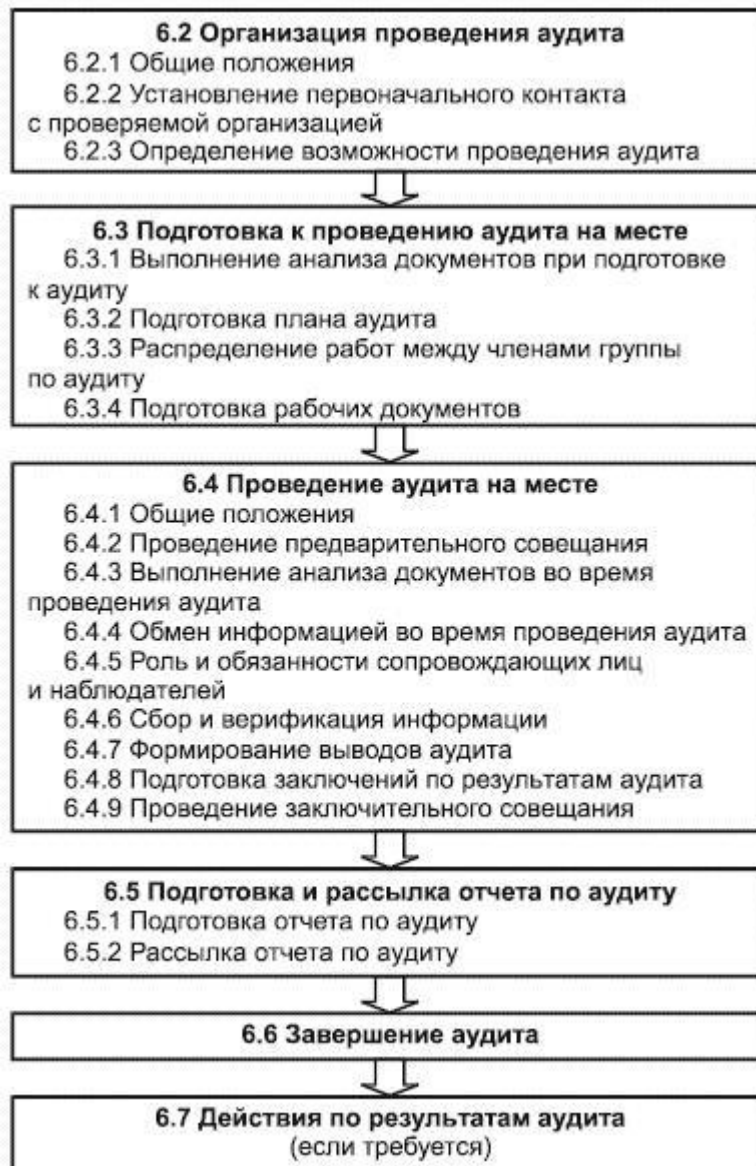 6.2 Организация проведения аудита
6.2.1 Общие положения
6.2.2 Установление первоначального контакта
с проверяемой организацией
6.2.3 Определение возможности проведения аудита
6.3 Подготовка к проведению аудита на месте
6.3.1 Выполнение анализа документов при подготовке
к аудиту
6.3.2 Подготовка плана аудита
6.3.3 Распределение работ между членами группы
по аудиту
6.3.4 Подготовка рабочих документов
6.4 Проведение аудита на месте
6.4.1 Общие положения
6.4.2 Проведение предварительного совещания
6.4.3 Выполнение анализа документов во время
проведения аудита
6.4.4 Обмен информацией во время проведения аудита
6.4.5 Роль и обязанности сопровождающих лиц
и наблюдателей
6.4.6 Сбор и верификация информации
6.4.7 Формирование выводов аудита
6.4.8 Подготовка заключений по результатам аудита
6.4.9 Проведение заключительного совещания
6.5 Подготовка и рассылка отчета по аудиту
6.5.1 Подготовка отчета по аудиту
6.5.2 Рассылка отчета по аудиту
6.6 Завершение аудита
6.7 Действия по результатам аудита
(если требуется)